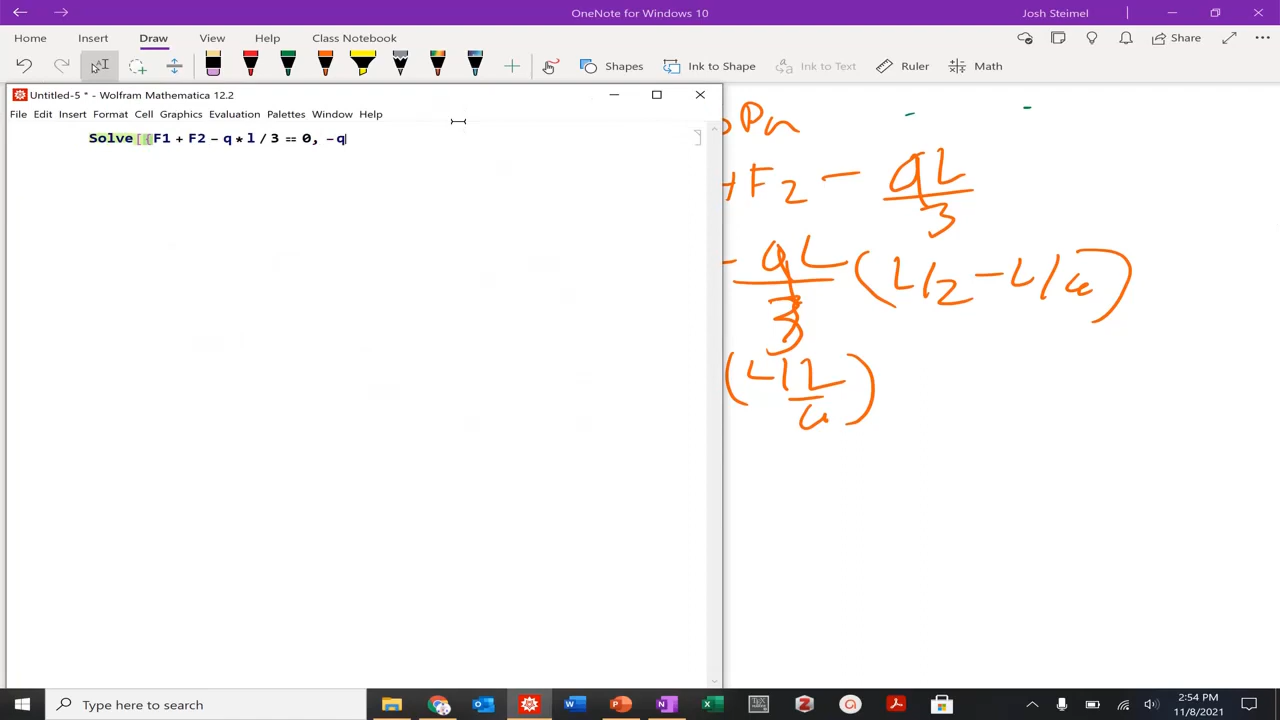 OneNote for Windows 10
Josh Steimel
Home Insert Draw View Help Class Notebook
Share
Shapes Ink to Shape Ink to Text Ruler Math
Untitled-5 * - Wolfram Mathematica 12.2
File Edit Insert Format Cell Graphics Evaluation Palettes Window Help
Solve[{F1 + F2 - q * l / 3 == 0, -q
+F2 - qL/3
- qL/3 (L/2 - L/6)
Type here to search
2:54 PM
11/8/2021